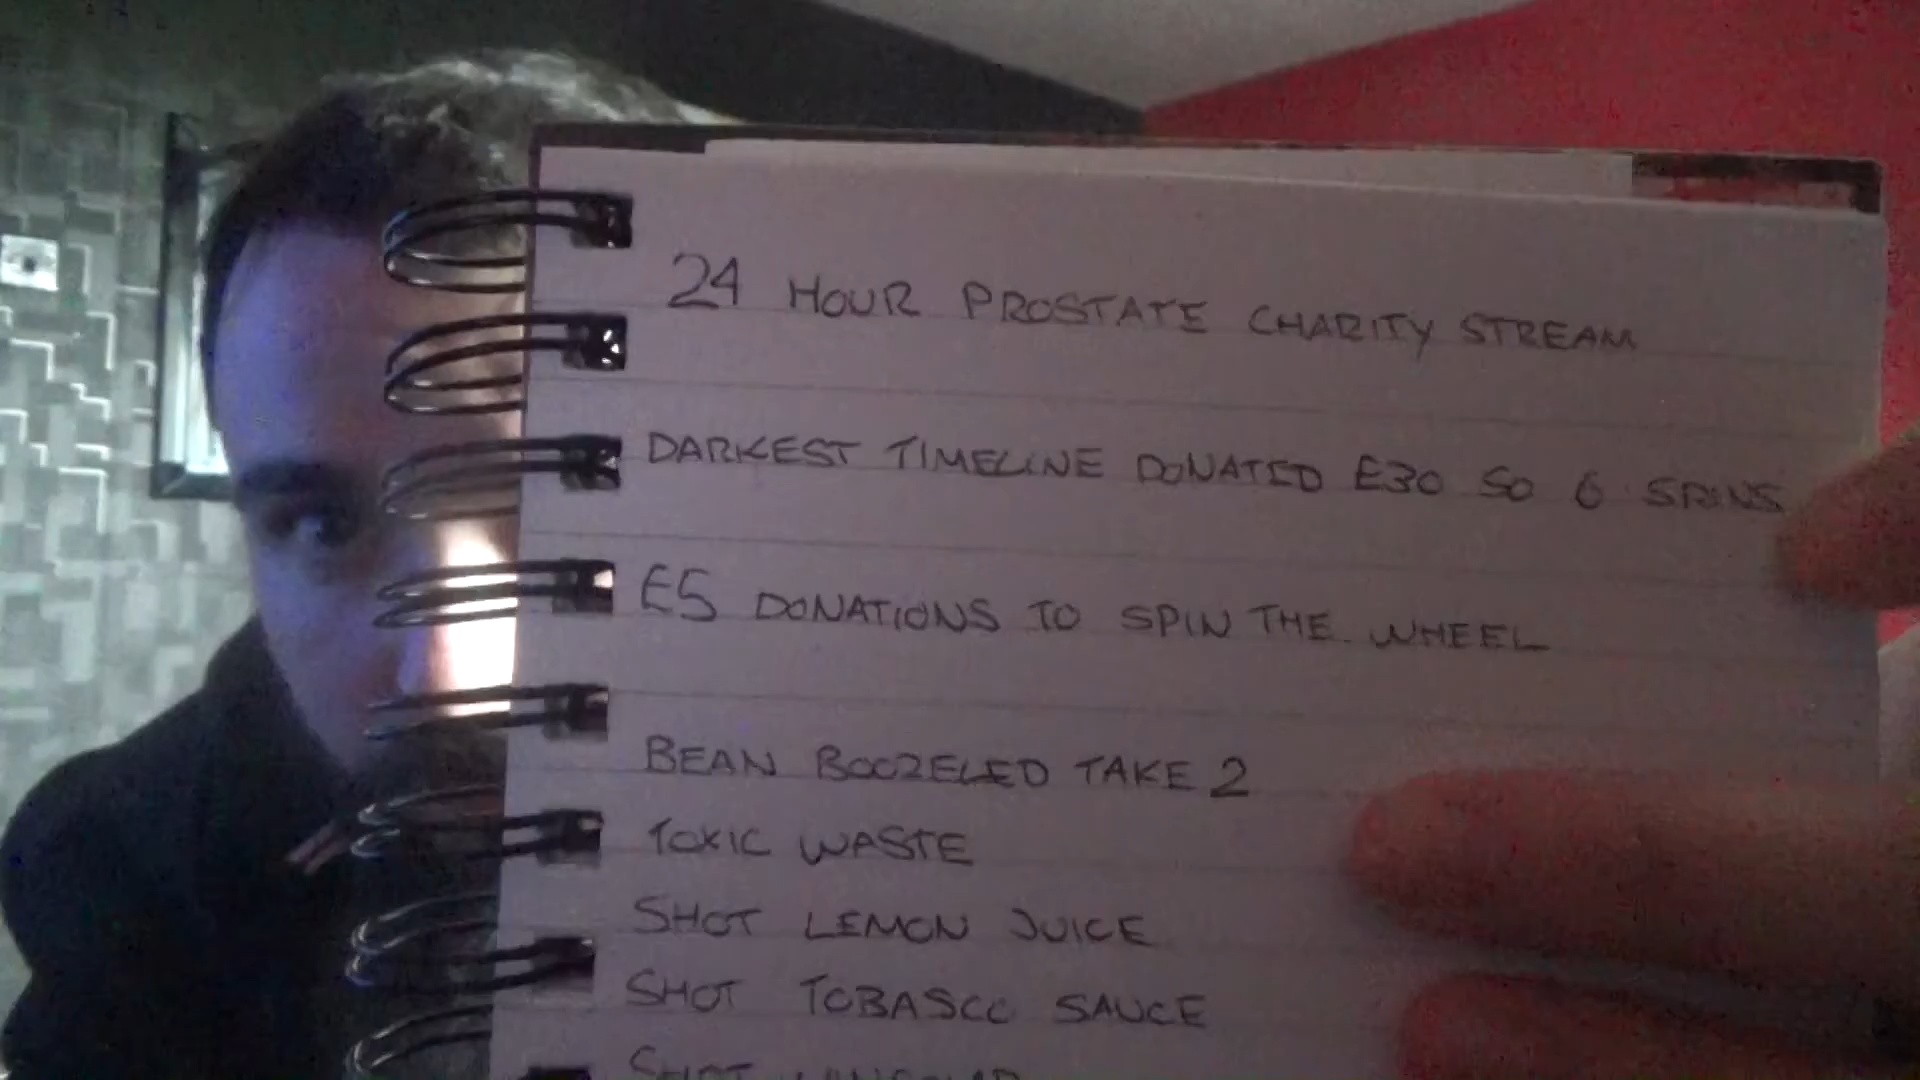 24 HOUR PROSTATE CHARITY STREAM
DARKEST TIMELINE DONATED £30 SO 6 SPINS
£5 DONATIONS TO SPIN THE WHEEL
BEAN BOOZELED TAKE 2
TOXIC WASTE
SHOT LEMON JUICE
SHOT TOBASCO SAUCE
SHOT